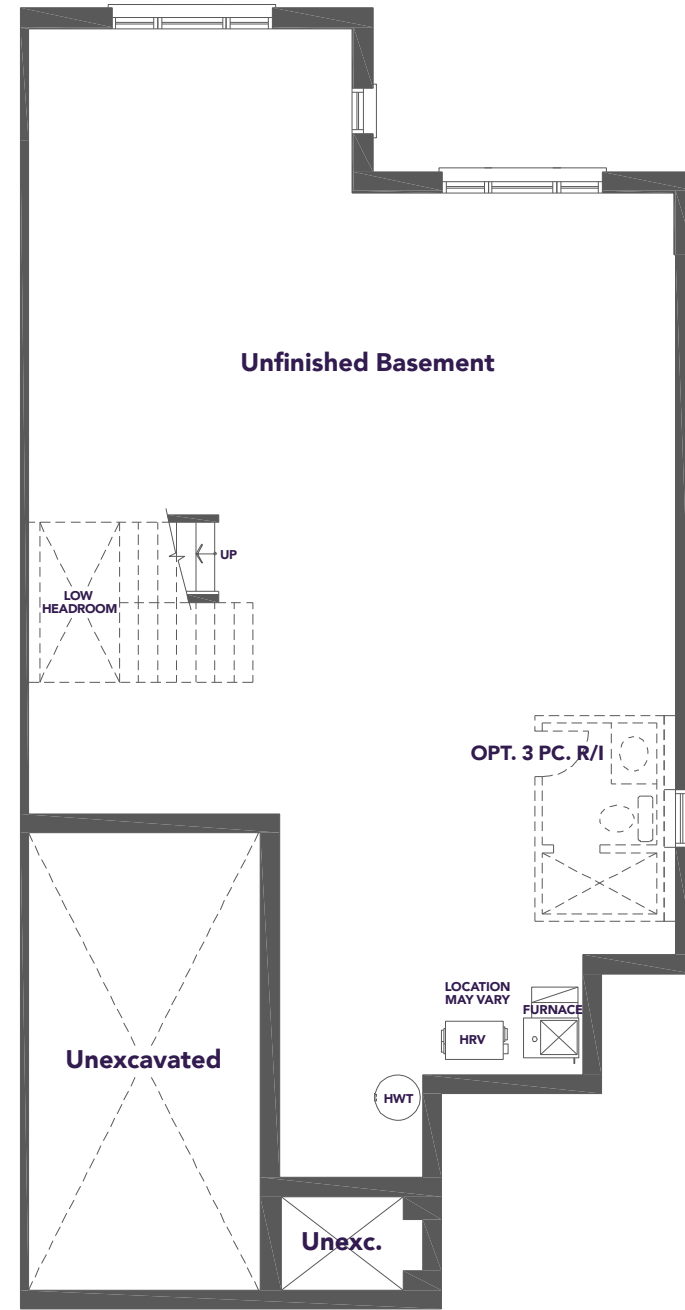 Unfinished Basement
UP
LOW
HEADROOM
OPT. 3 PC. R/I
LOCATION
MAY VARY
FURNACE
HRV
Unexcavated
HWT
Unexc.